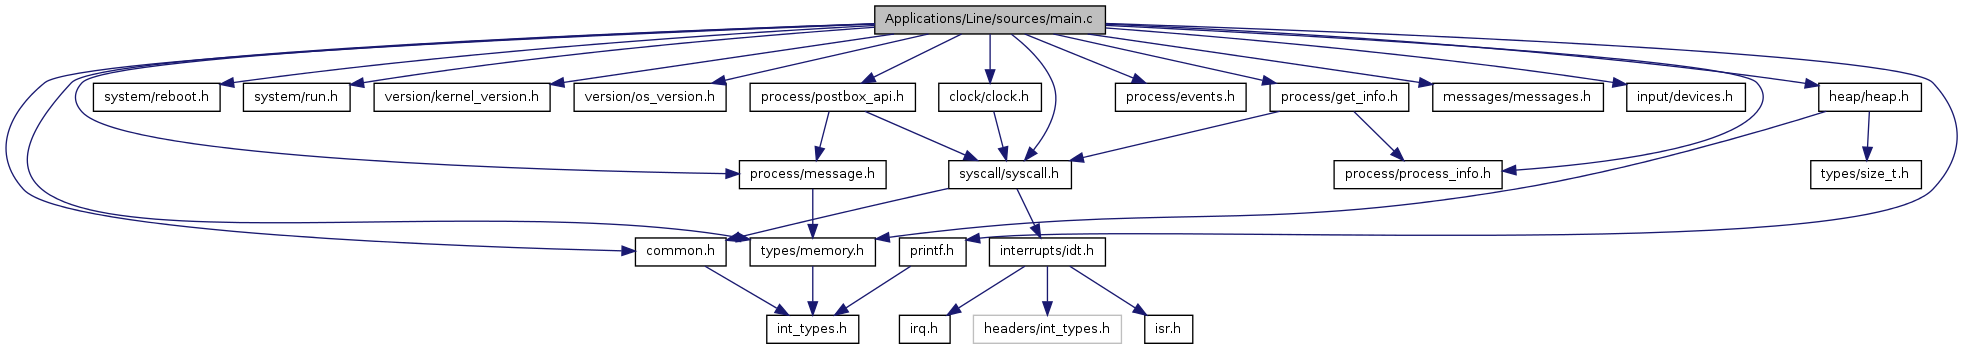 Applications/Line/sources/main.c
system/reboot.h
system/run.h
version/kernel_version.h
version/os_version.h
process/postbox_api.h
clock/clock.h
process/events.h
process/get_info.h
messages/messages.h
input/devices.h
heap/heap.h
process/message.h
syscall/syscall.h
process/process_info.h
types/size_t.h
common.h
types/memory.h
printf.h
interrupts/idt.h
int_types.h
irq.h
headers/int_types.h
isr.h